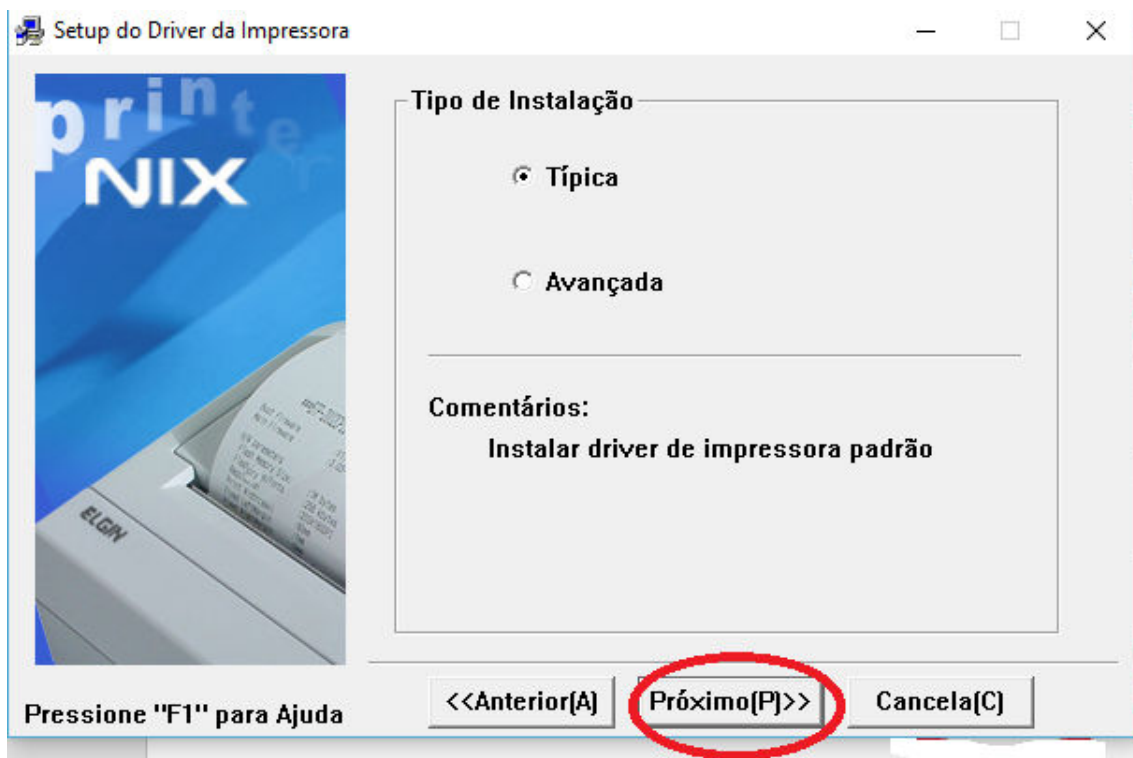 Setup do Driver da Impressora
printer
NIX
ELGIN
Tipo de Instalação
Típica
Avançada
Comentários:
Instalar driver de impressora padrão
Pressione "F1" para Ajuda
<<Anterior(A)
Próximo(P)>>
Cancela(C)